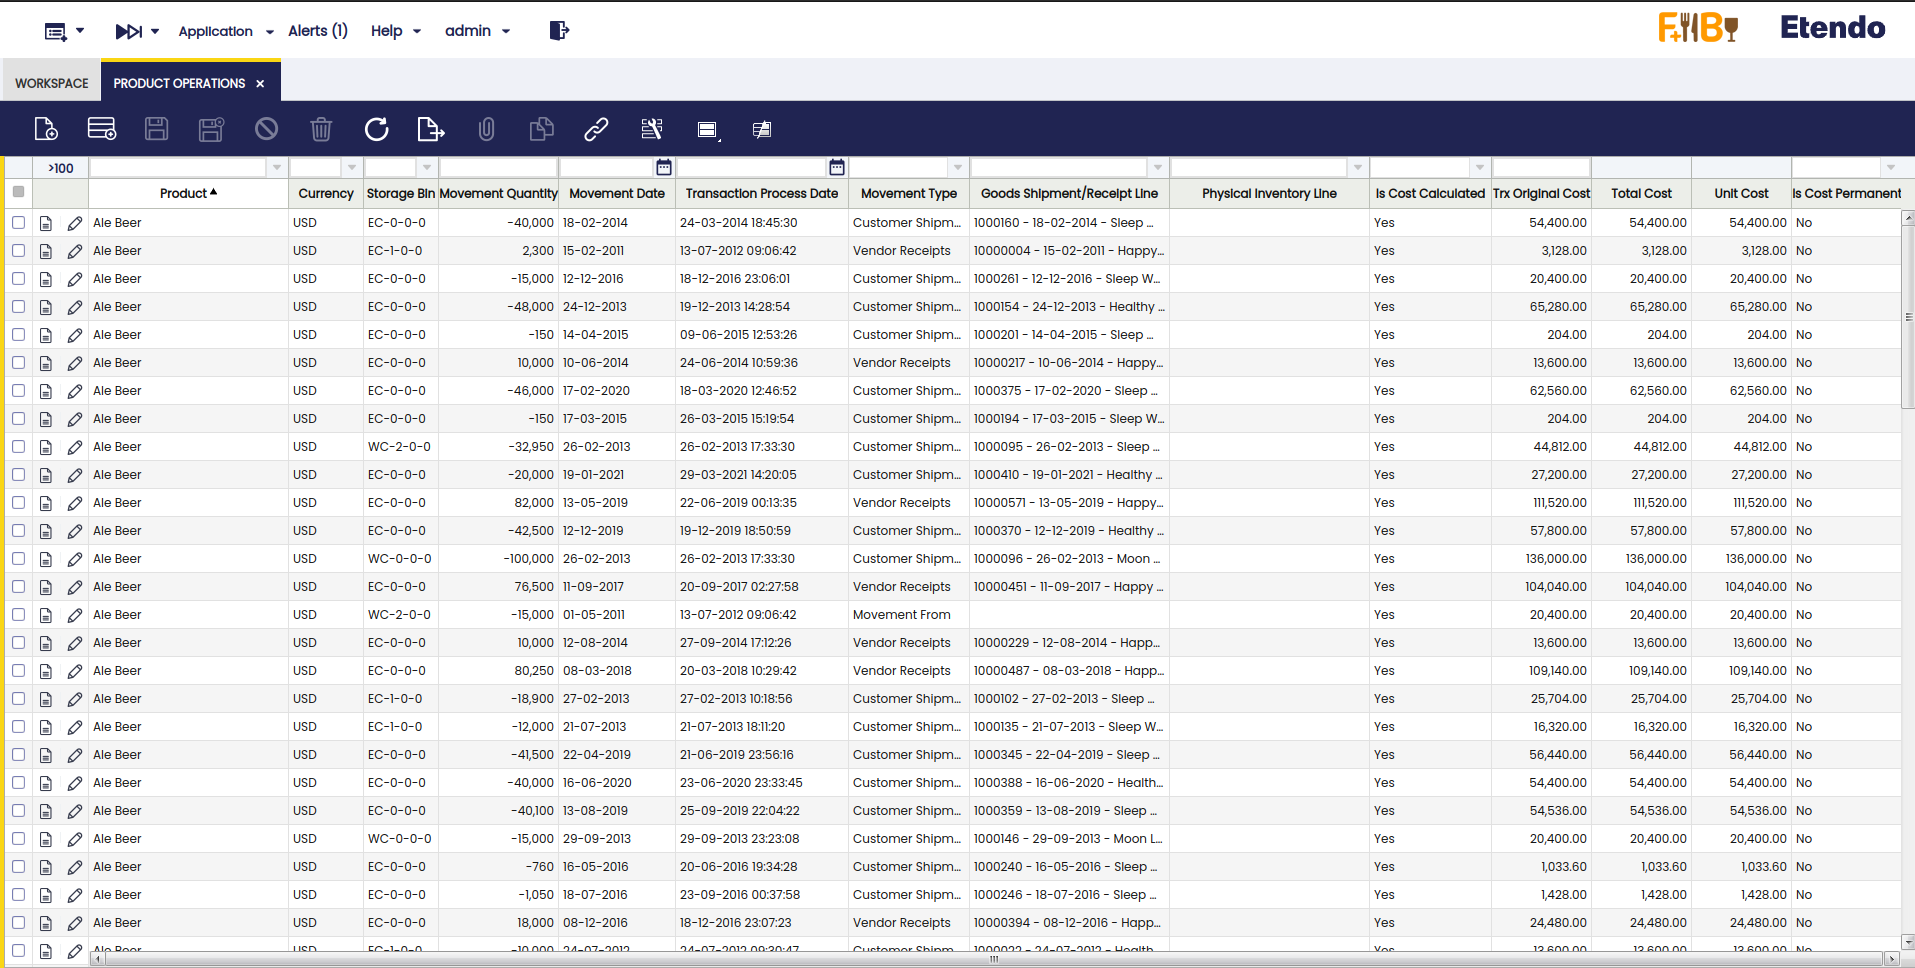 Application Alerts (1) Help admin F+B Etendo
WORKSPACE PRODUCT OPERATIONS ×
>100
Product Currency Storage Bin Movement Quantity Movement Date Transaction Process Date Movement Type Goods Shipment/Receipt Line Physical Inventory Line Is Cost Calculated Trx Original Cost Total Cost Unit Cost Is Cost Permanent
Ale Beer USD EC-0-0-0 -40,000 18-02-2014 24-03-2014 18:45:30 Customer Shipm... 1000160 - 18-02-2014 - Sleep ... Yes 54,400.00 54,400.00 54,400.00 No
Ale Beer USD EC-1-0-0 2,300 15-02-2011 13-07-2012 09:06:42 Vendor Receipts 10000004 - 15-02-2011 - Happy... Yes 3,128.00 3,128.00 3,128.00 No
Ale Beer USD EC-0-0-0 -15,000 12-12-2016 18-12-2016 23:06:01 Customer Shipm... 1000261 - 12-12-2016 - Sleep W... Yes 20,400.00 20,400.00 20,400.00 No
Ale Beer USD EC-0-0-0 -48,000 24-12-2013 19-12-2013 14:28:54 Customer Shipm... 1000154 - 24-12-2013 - Healthy ... Yes 65,280.00 65,280.00 65,280.00 No
Ale Beer USD EC-0-0-0 -150 14-04-2015 09-06-2015 12:53:26 Customer Shipm... 1000201 - 14-04-2015 - Sleep ... Yes 204.00 204.00 204.00 No
Ale Beer USD EC-0-0-0 10,000 10-06-2014 24-06-2014 10:59:36 Vendor Receipts 10000217 - 10-06-2014 - Happy... Yes 13,600.00 13,600.00 13,600.00 No
Ale Beer USD EC-0-0-0 -46,000 17-02-2020 18-03-2020 12:46:52 Customer Shipm... 1000375 - 17-02-2020 - Sleep ... Yes 62,560.00 62,560.00 62,560.00 No
Ale Beer USD EC-0-0-0 -150 17-03-2015 26-03-2015 15:19:54 Customer Shipm... 1000194 - 17-03-2015 - Sleep W... Yes 204.00 204.00 204.00 No
Ale Beer USD WC-2-0-0 -32,950 26-02-2013 26-02-2013 17:33:30 Customer Shipm... 1000095 - 26-02-2013 - Sleep ... Yes 44,812.00 44,812.00 44,812.00 No
Ale Beer USD EC-0-0-0 -20,000 19-01-2021 29-03-2021 14:20:05 Customer Shipm... 1000410 - 19-01-2021 - Healthy ... Yes 27,200.00 27,200.00 27,200.00 No
Ale Beer USD EC-0-0-0 82,000 13-05-2019 22-06-2019 00:13:35 Vendor Receipts 10000571 - 13-05-2019 - Happy... Yes 111,520.00 111,520.00 111,520.00 No
Ale Beer USD EC-0-0-0 -42,500 12-12-2019 19-12-2019 18:50:59 Customer Shipm... 1000370 - 12-12-2019 - Healthy ... Yes 57,800.00 57,800.00 57,800.00 No
Ale Beer USD WC-0-0-0 -100,000 26-02-2013 26-02-2013 17:33:30 Customer Shipm... 1000096 - 26-02-2013 - Moon ... Yes 136,000.00 136,000.00 136,000.00 No
Ale Beer USD EC-0-0-0 76,500 11-09-2017 20-09-2017 02:27:58 Vendor Receipts 10000451 - 11-09-2017 - Happy ... Yes 104,040.00 104,040.00 104,040.00 No
Ale Beer USD WC-2-0-0 -15,000 01-05-2011 13-07-2012 09:06:42 Movement From Yes 20,400.00 20,400.00 20,400.00 No
Ale Beer USD EC-0-0-0 10,000 12-08-2014 27-09-2014 17:12:26 Vendor Receipts 10000229 - 12-08-2014 - Happ... Yes 13,600.00 13,600.00 13,600.00 No
Ale Beer USD EC-0-0-0 80,250 08-03-2018 20-03-2018 10:29:42 Vendor Receipts 10000487 - 08-03-2018 - Happ... Yes 109,140.00 109,140.00 109,140.00 No
Ale Beer USD EC-1-0-0 -18,900 27-02-2013 27-02-2013 10:18:56 Customer Shipm... 1000102 - 27-02-2013 - Sleep ... Yes 25,704.00 25,704.00 25,704.00 No
Ale Beer USD EC-1-0-0 -12,000 21-07-2013 21-07-2013 18:11:20 Customer Shipm... 1000135 - 21-07-2013 - Sleep W... Yes 16,320.00 16,320.00 16,320.00 No
Ale Beer USD EC-0-0-0 -41,500 22-04-2019 21-06-2019 23:56:16 Customer Shipm... 1000345 - 22-04-2019 - Sleep ... Yes 56,440.00 56,440.00 56,440.00 No
Ale Beer USD EC-0-0-0 -40,000 16-06-2020 23-06-2020 23:33:45 Customer Shipm... 1000388 - 16-06-2020 - Health... Yes 54,400.00 54,400.00 54,400.00 No
Ale Beer USD EC-0-0-0 -40,100 13-08-2019 25-09-2019 22:04:22 Customer Shipm... 1000359 - 13-08-2019 - Sleep ... Yes 54,536.00 54,536.00 54,536.00 No
Ale Beer USD WC-0-0-0 -15,000 29-09-2013 29-09-2013 23:23:08 Customer Shipm... 1000146 - 29-09-2013 - Moon L... Yes 20,400.00 20,400.00 20,400.00 No
Ale Beer USD EC-0-0-0 -760 16-05-2016 20-06-2016 19:34:28 Customer Shipm... 1000240 - 16-05-2016 - Sleep ... Yes 1,033.60 1,033.60 1,033.60 No
Ale Beer USD EC-0-0-0 -1,050 18-07-2016 23-09-2016 00:37:58 Customer Shipm... 1000246 - 18-07-2016 - Sleep ... Yes 1,428.00 1,428.00 1,428.00 No
Ale Beer USD EC-0-0-0 18,000 08-12-2016 18-12-2016 23:07:23 Vendor Receipts 10000394 - 08-12-2016 - Happ... Yes 24,480.00 24,480.00 24,480.00 No
Ale Beer USD EC-1-0-0 -10,000 24-07-2012 24-07-2012 09:30:47 Customer Shipm... 1000022 - 24-07-2012 - Health... Yes 13,600.00 13,600.00 13,600.00 No